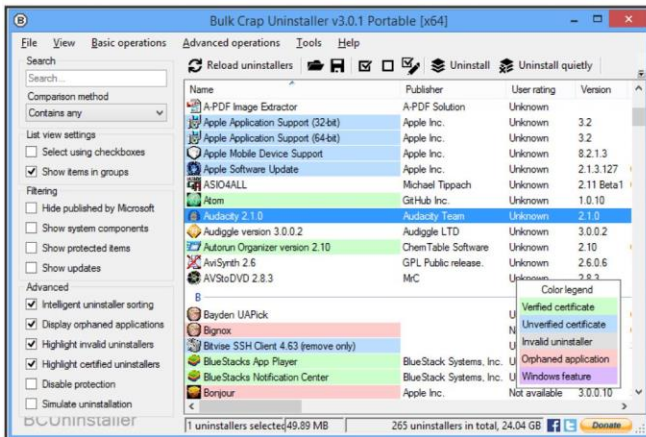 Bulk Crap Uninstaller v3.0.1 Portable [x64]
File View Basic operations Advanced operations Tools Help
Search
Search...
Comparison method
Contains any
List view settings
Select using checkboxes
Show items in groups
Filtering
Hide published by Microsoft
Show system components
Show protected items
Show updates
Advanced
Intelligent uninstaller sorting
Display orphaned applications
Highlight invalid uninstallers
Highlight certified uninstallers
Disable protection
Simulate uninstallation
BCUninstaller
Reload uninstallers Uninstall Uninstall quietly
Name Publisher User rating Version
A-PDF Image Extractor A-PDF Solution Unknown
Apple Application Support (32-bit) Apple Inc. Unknown 3.2
Apple Application Support (64-bit) Apple Inc. Unknown 3.2
Apple Mobile Device Support Apple Inc. Unknown 8.2.1.3
Apple Software Update Apple Inc. Unknown 2.1.3.127
ASIO4ALL Michael Tippach Unknown 2.11 Beta1
Atom GitHub Inc. Unknown 1.0.10
Audacity 2.1.0 Audacity Team Unknown 2.1.0
Audiggle version 3.0.0.2 Audiggle LTD Unknown 3.0.0.2
Autorun Organizer version 2.10 ChemTable Software Unknown 2.10
AviSynth 2.6 GPL Public release. Unknown 2.6.0.6
AVStoDVD 2.8.3 MrC Unknown 2.8.3
B
Bayden UAPick U
Bignox N
Bitvise SSH Client 4.63 (remove only) U
BlueStacks App Player BlueStack Systems, Inc. U
BlueStacks Notification Center BlueStack Systems, Inc. U
Bonjour Apple Inc. Not available 3.0.0.10
Color legend
Verified certificate
Unverified certificate
Invalid uninstaller
Orphaned application
Windows feature
1 uninstallers selected 49.89 MB 265 uninstallers in total, 24.04 GB Donate